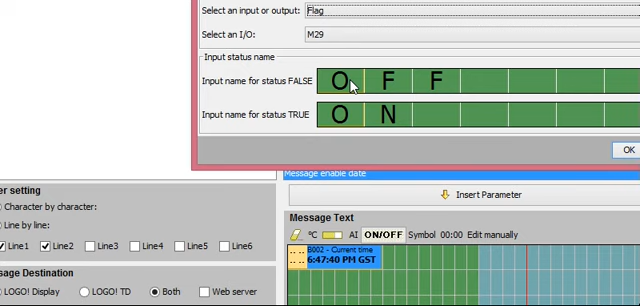 Select an input or output: Flag
Select an I/O: M29
Input status name
Input name for status FALSE O F F
Input name for status TRUE O N
OK
Message enable date
Insert Parameter
Message Text
°C AI ON/OFF Symbol 00:00 Edit manually
B002 - Current time
6:47:40 PM GST
er setting
Character by character:
Line by line:
Line1 Line2 Line3 Line4 Line5 Line6
sage Destination
LOGO! Display LOGO! TD Both Web server